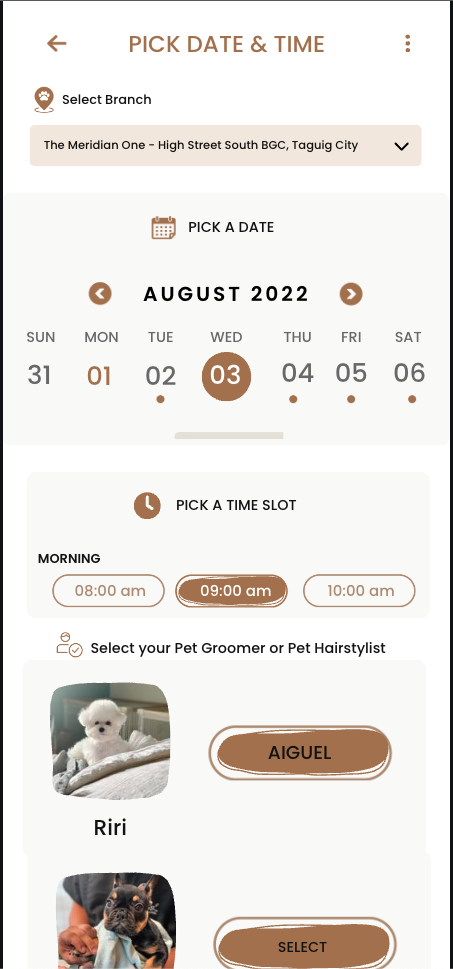 PICK DATE & TIME
Select Branch
The Meridian One - High Street South BGC, Taguig City
PICK A DATE
AUGUST 2022
SUN MON TUE WED THU FRI SAT
31 01 02 03 04 05 06
PICK A TIME SLOT
MORNING
08:00 am 09:00 am 10:00 am
Select your Pet Groomer or Pet Hairstylist
AIGUEL
Riri
SELECT